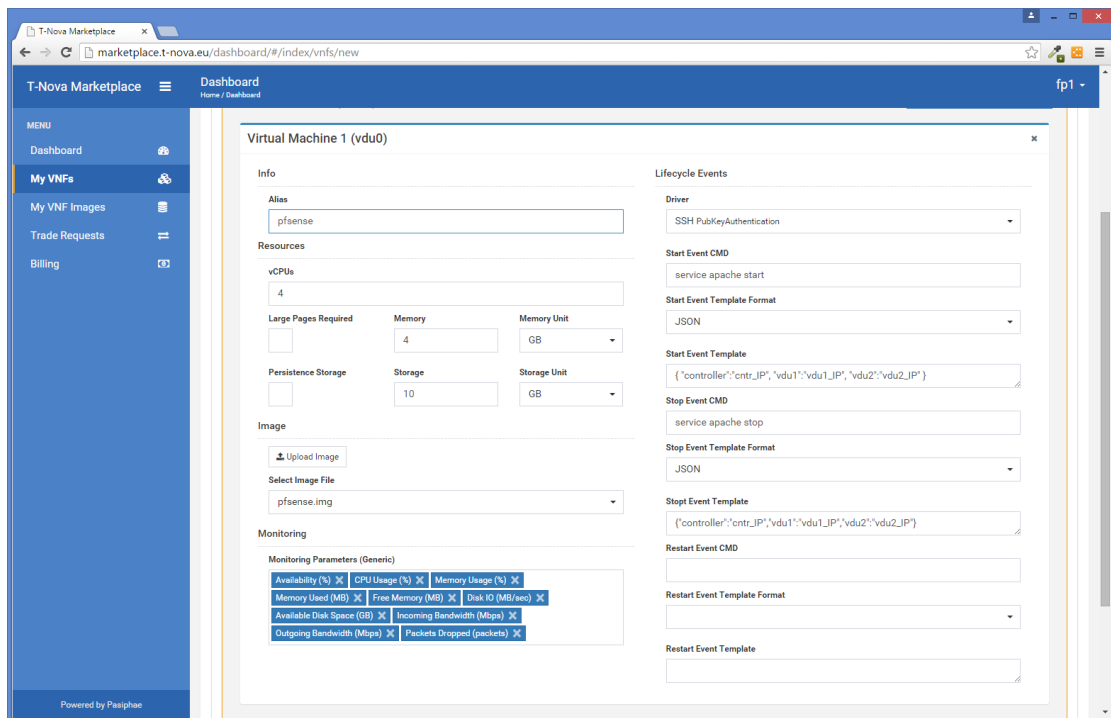 T-Nova Marketplace
marketplace.t-nova.eu/dashboard/#/index/vnfs/new
T-Nova Marketplace
Dashboard
Home / Dashboard
fp1
MENU
Dashboard
My VNFs
My VNF Images
Trade Requests
Billing
Powered by Pasiphae
Virtual Machine 1 (vdu0)
Info
Alias
pfsense
Resources
vCPUs
4
Large Pages Required Memory Memory Unit
4 GB
Persistence Storage Storage Storage Unit
10 GB
Image
Upload Image
Select Image File
pfsense.img
Monitoring
Monitoring Parameters (Generic)
Availability (%) CPU Usage (%) Memory Usage (%)
Memory Used (MB) Free Memory (MB) Disk IO (MB/sec)
Available Disk Space (GB) Incoming Bandwidth (Mbps)
Outgoing Bandwidth (Mbps) Packets Dropped (packets)
Lifecycle Events
Driver
SSH PubKeyAuthentication
Start Event CMD
service apache start
Start Event Template Format
JSON
Start Event Template
{ "controller":"cntr_IP", "vdu1":"vdu1_IP", "vdu2":"vdu2_IP" }
Stop Event CMD
service apache stop
Stop Event Template Format
JSON
Stopt Event Template
{"controller":"cntr_IP","vdu1":"vdu1_IP","vdu2":"vdu2_IP"}
Restart Event CMD
Restart Event Template Format
Restart Event Template